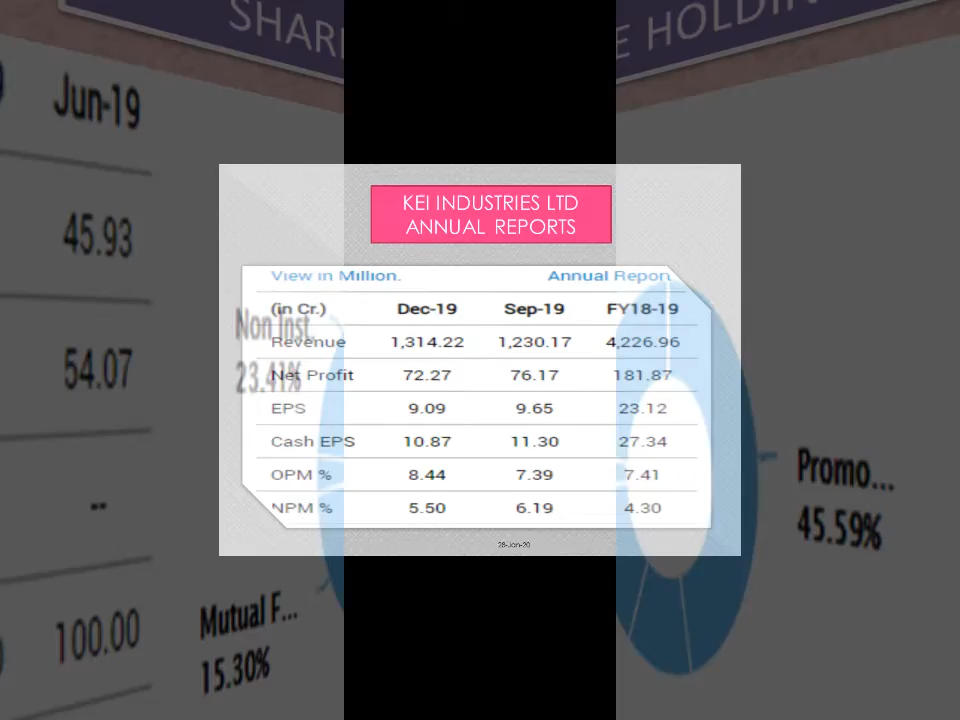 SHAR
E HOLDIN
Jun-19
45.93
54.07
--
100.00
KEI INDUSTRIES LTD
ANNUAL REPORTS
View in Million.
Annual Repor
(in Cr.) Dec-19 Sep-19 FY18-19
Revenue 1,314.22 1,230.17 4,226.96
Net Profit 72.27 76.17 181.87
EPS 9.09 9.65 23.12
Cash EPS 10.87 11.30 27.34
OPM % 8.44 7.39 7.41
NPM % 5.50 6.19 4.30
28-Jan-20
Non Inst.
23.41%
Promo...
45.59%
Mutual F...
15.30%